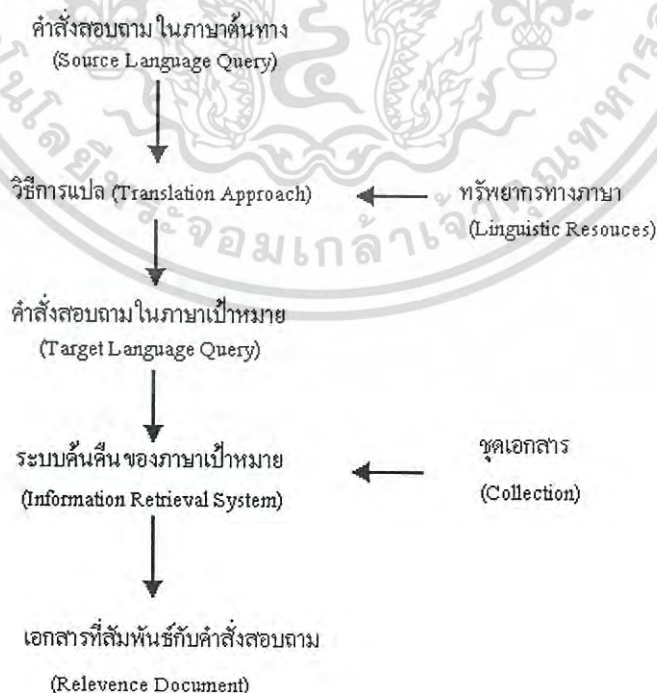 คำสั่งสอบถามในภาษาต้นทาง
(Source Language Query)
วิธีการแปล (Translation Approach)
ทรัพยากรทางภาษา
(Linguistic Resouces)
คำสั่งสอบถามในภาษาเป้าหมาย
(Target Language Query)
ระบบค้นคืนของภาษาเป้าหมาย
(Information Retrieval System)
ชุดเอกสาร
(Collection)
เอกสารที่สัมพันธ์กับคำสั่งสอบถาม
(Relevence Document)